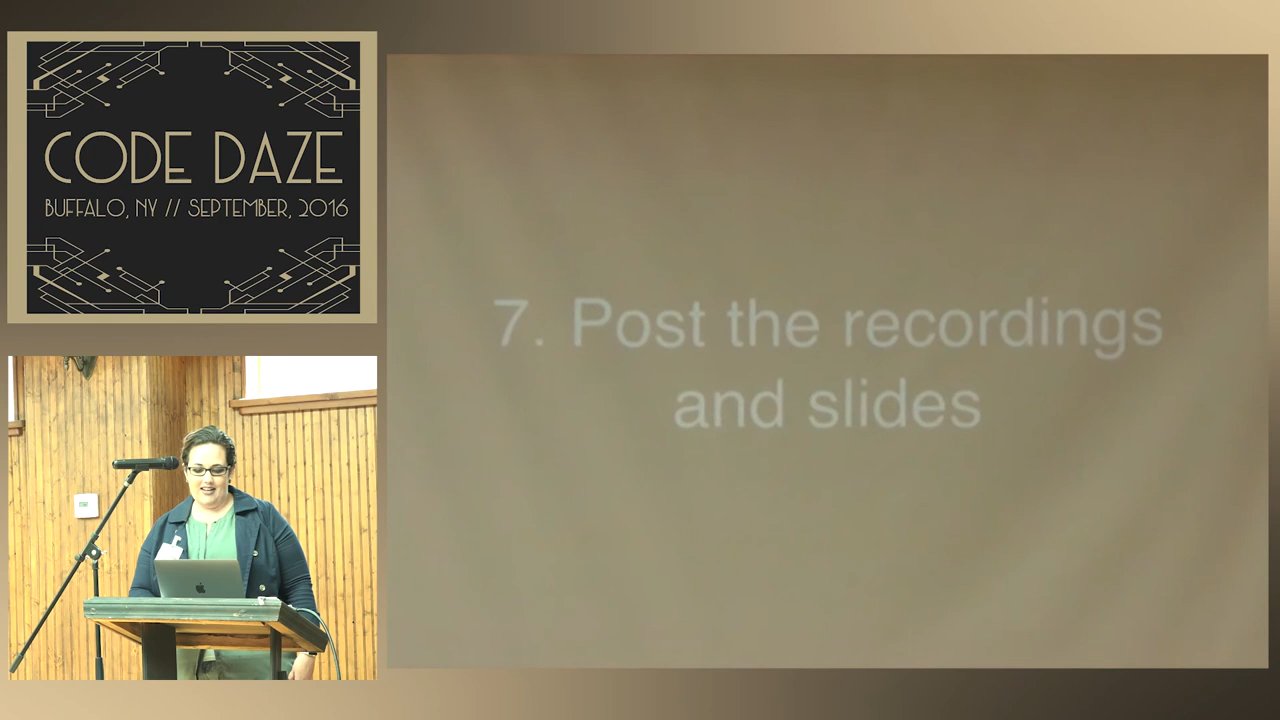 CODE DAZE
BUFFALO, NY // SEPTEMBER, 2016
7. Post the recordings
and slides